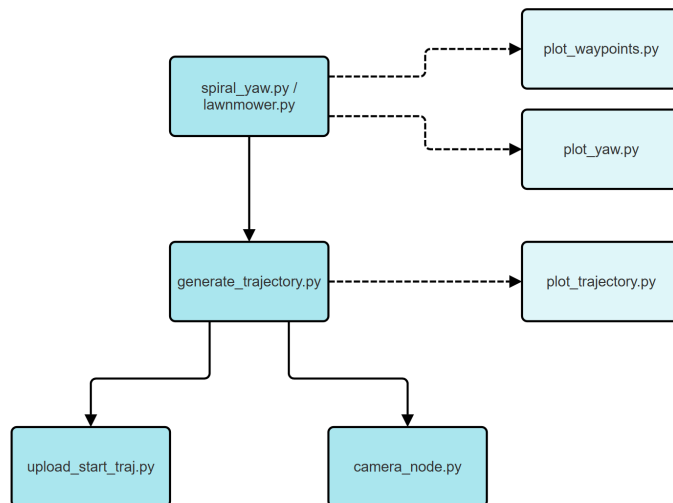 plot_waypoints.py
spiral_yaw.py /
lawnmower.py
plot_yaw.py
generate_trajectory.py
plot_trajectory.py
upload_start_traj.py
camera_node.py